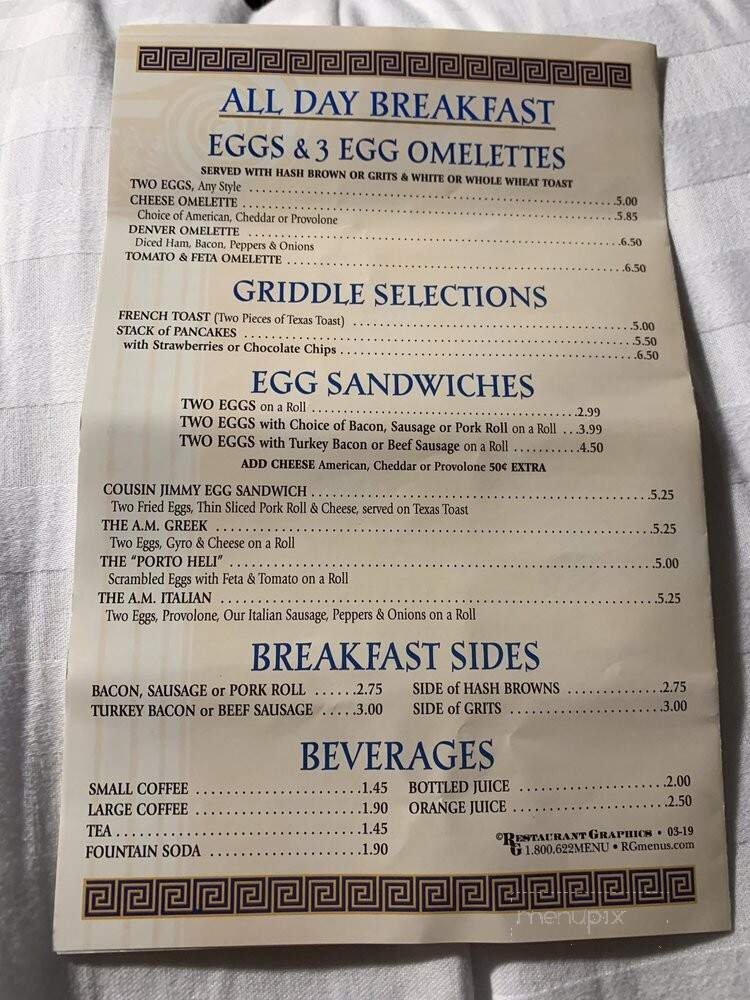 ALL DAY BREAKFAST
EGGS & 3 EGG OMELETTES
SERVED WITH HASH BROWN OR GRITS & WHITE OR WHOLE WHEAT TOAST
TWO EGGS, Any Style ........ 5.00
CHEESE OMELETTE ........ 5.85
Choice of American, Cheddar or Provolone
DENVER OMELETTE ........ 6.50
Diced Ham, Bacon, Peppers & Onions
TOMATO & FETA OMELETTE ........ 6.50
GRIDDLE SELECTIONS
FRENCH TOAST (Two Pieces of Texas Toast) ........ 5.00
STACK of PANCAKES ........ 5.50
with Strawberries or Chocolate Chips ........ 6.50
EGG SANDWICHES
TWO EGGS on a Roll ........ 2.99
TWO EGGS with Choice of Bacon, Sausage or Pork Roll on a Roll ... 3.99
TWO EGGS with Turkey Bacon or Beef Sausage on a Roll ........ 4.50
ADD CHEESE American, Cheddar or Provolone 50¢ EXTRA
COUSIN JIMMY EGG SANDWICH ........ 5.25
Two Fried Eggs, Thin Sliced Pork Roll & Cheese, served on Texas Toast
THE A.M. GREEK ........ 5.25
Two Eggs, Gyro & Cheese on a Roll
THE "PORTO HELI" ........ 5.00
Scrambled Eggs with Feta & Tomato on a Roll
THE A.M. ITALIAN ........ 5.25
Two Eggs, Provolone, Our Italian Sausage, Peppers & Onions on a Roll
BREAKFAST SIDES
BACON, SAUSAGE or PORK ROLL ...... 2.75
TURKEY BACON or BEEF SAUSAGE ..... 3.00
SIDE of HASH BROWNS ........ 2.75
SIDE of GRITS ........ 3.00
BEVERAGES
SMALL COFFEE ........ 1.45
LARGE COFFEE ........ 1.90
TEA ........ 1.45
FOUNTAIN SODA ........ 1.90
BOTTLED JUICE ........ 2.00
ORANGE JUICE ........ 2.50
©RESTAURANT GRAPHICS • 03-19
G 1.800.622MENU • RGmenus.com
menupix